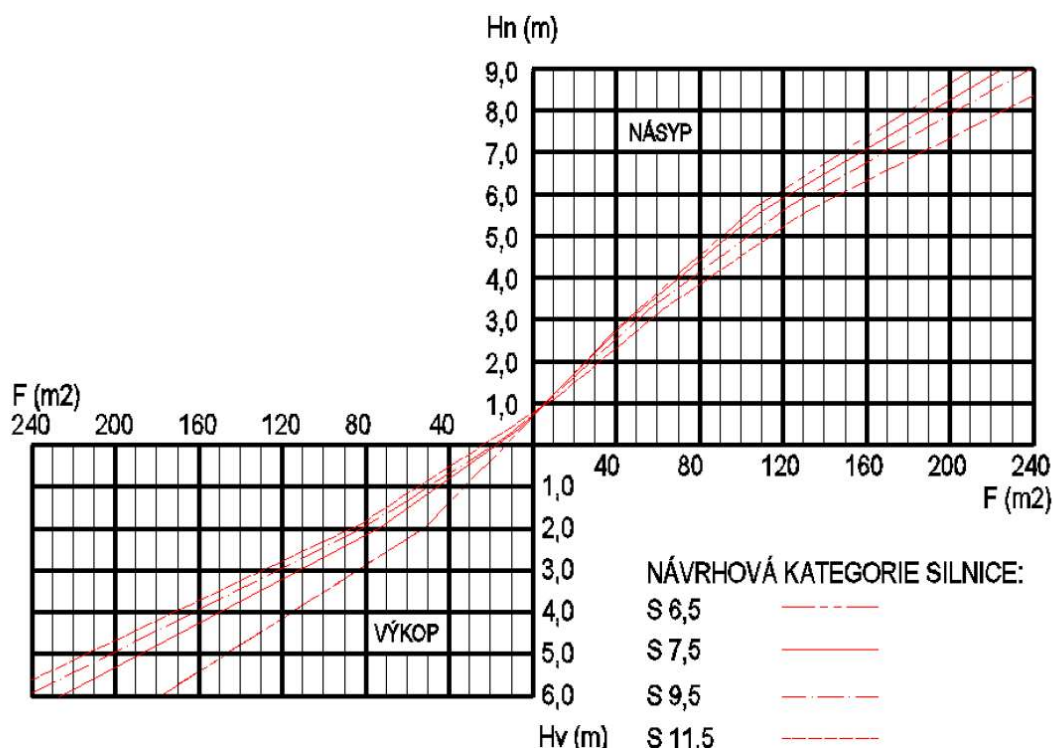 Hn (m)
9,0
8,0
7,0
6,0
5,0
4,0
3,0
2,0
1,0
NÁSYP
F (m2)
240 200 160 120 80 40
40 80 120 160 200 240
F (m2)
1,0
2,0
3,0
4,0
5,0
6,0
VÝKOP
Hv (m)
NÁVRHOVÁ KATEGORIE SILNICE:
S 6,5
S 7,5
S 9,5
S 11,5